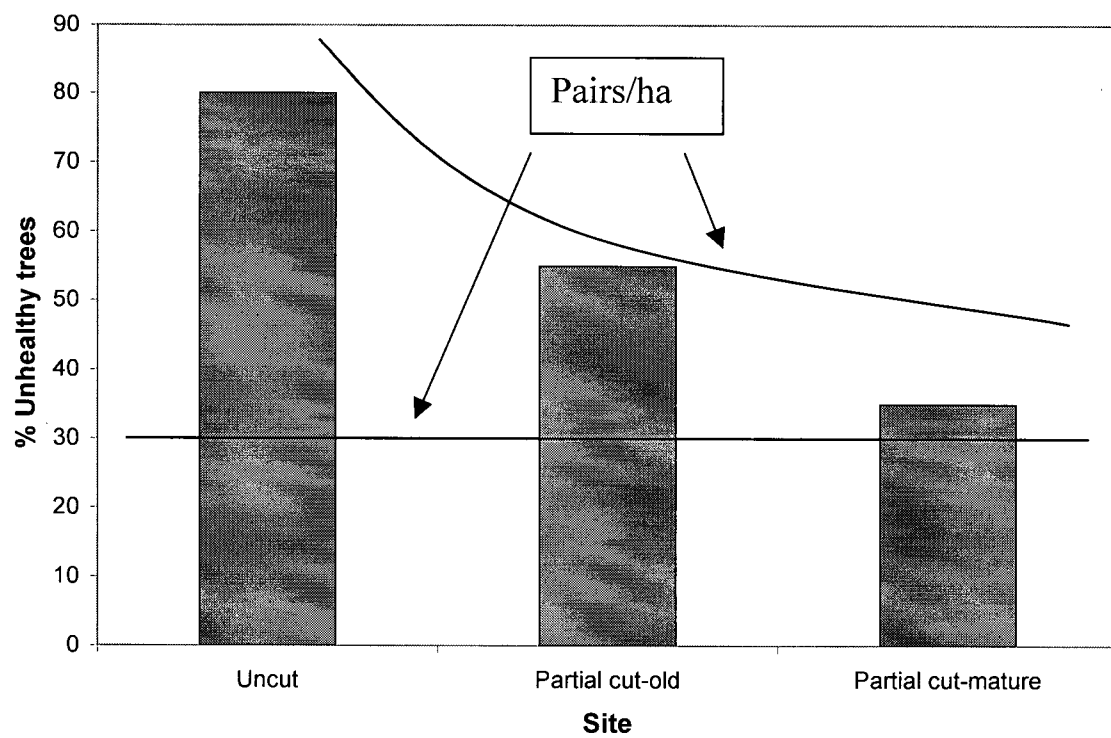 90
80
70
60
50
40
30
20
10
0
% Unhealthy trees
Pairs/ha
Uncut
Partial cut-old
Partial cut-mature
Site